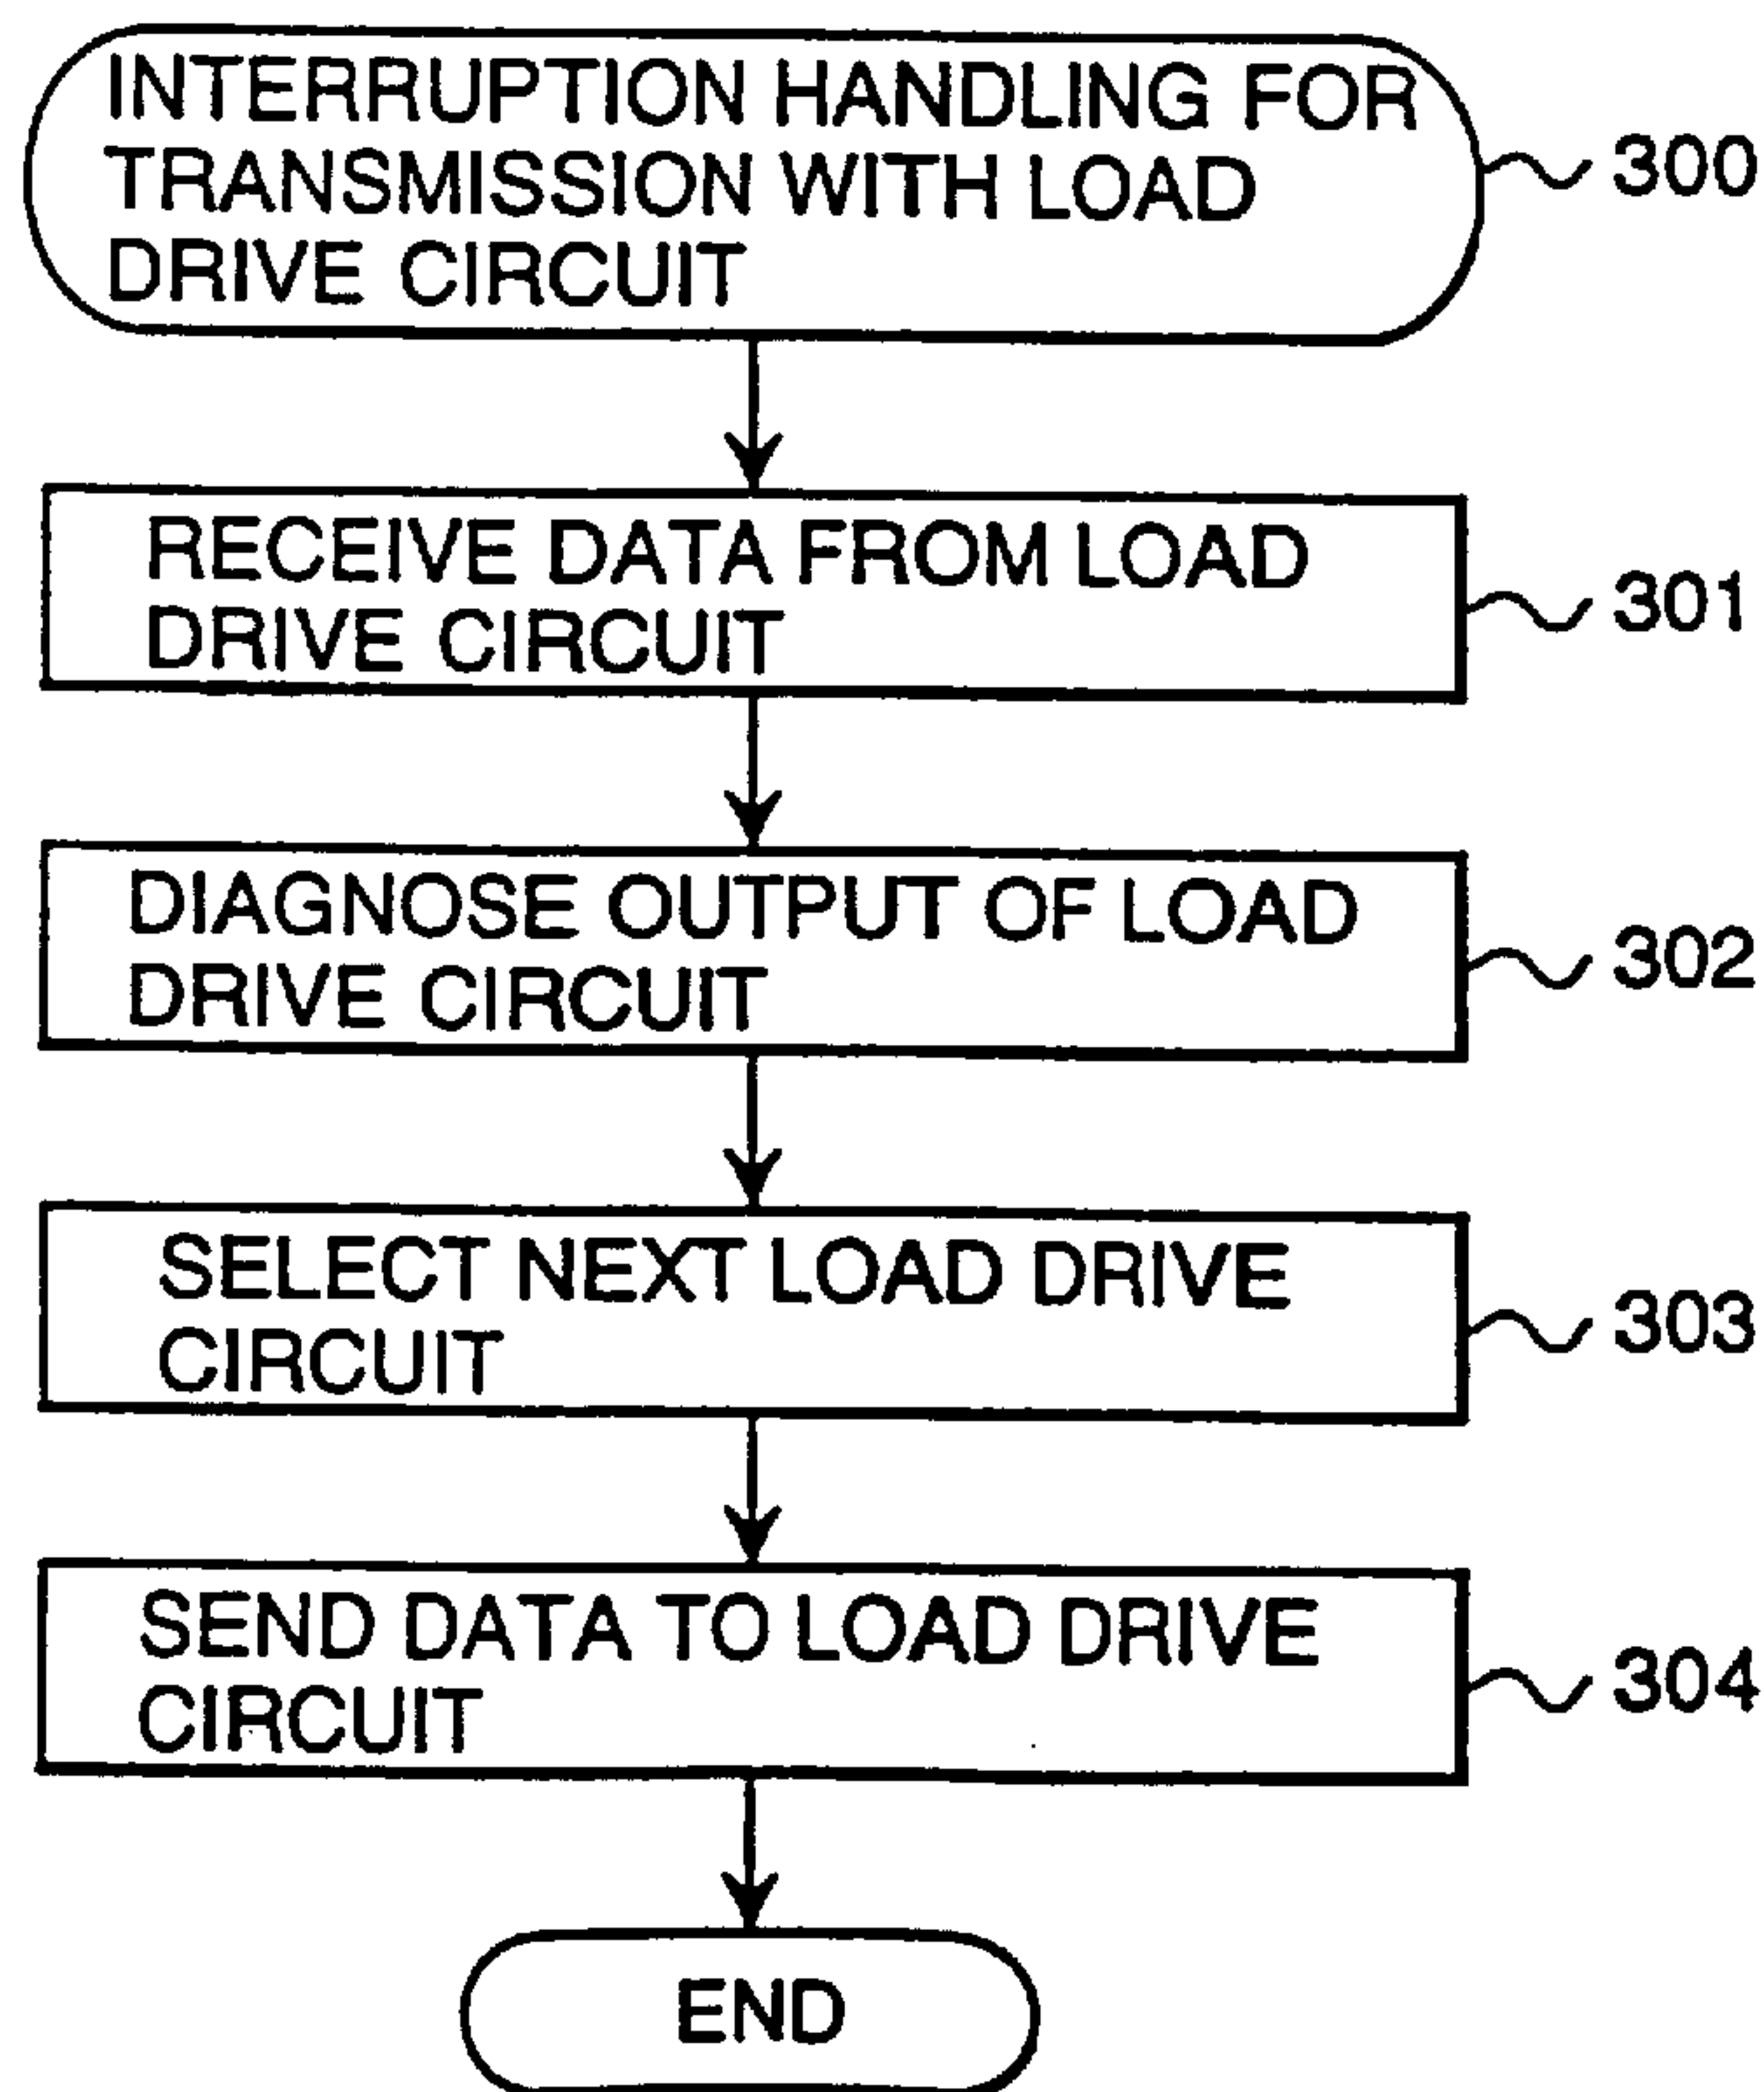 INTERRUPTION HANDLING FOR
TRANSMISSION WITH LOAD
DRIVE CIRCUIT
300
RECEIVE DATA FROM LOAD
DRIVE CIRCUIT
301
DIAGNOSE OUTPUT OF LOAD
DRIVE CIRCUIT
302
SELECT NEXT LOAD DRIVE
CIRCUIT
303
SEND DATA TO LOAD DRIVE
CIRCUIT
304
END